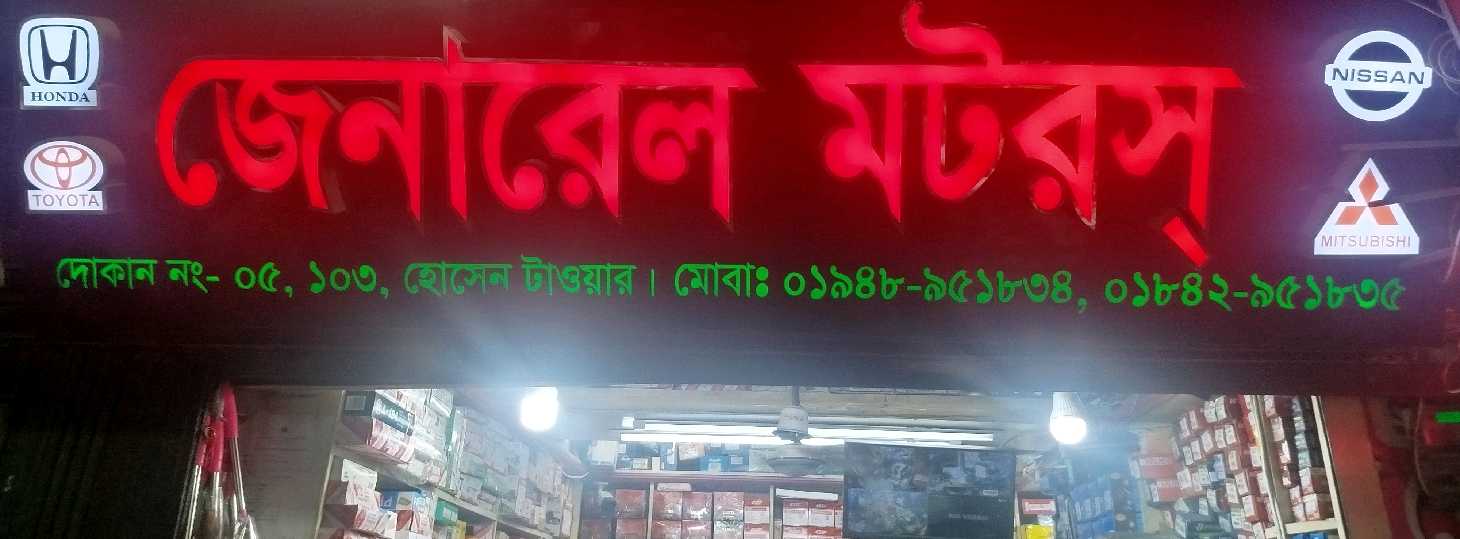 HONDA
TOYOTA
জেনারেল মটরস্
NISSAN
MITSUBISHI
দোকান নং- ০৫, ১০৩, হোসেন টাওয়ার। মোবাঃ ০১৯৪৮-৯৫১৮৩৪, ০১৮৪২-৯৫১৮৩৫